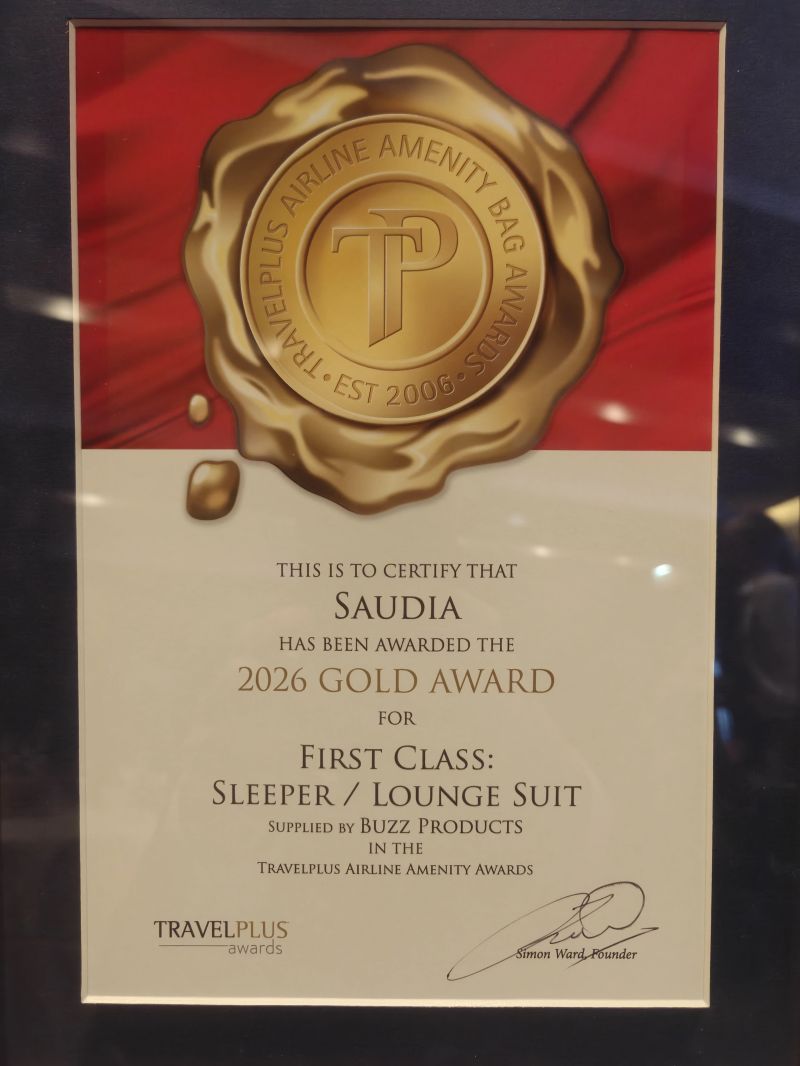 TRAVELPLUS AIRLINE AMENITY BAG AWARDS
TP
• EST 2006 •
THIS IS TO CERTIFY THAT
SAUDIA
HAS BEEN AWARDED THE
2026 GOLD AWARD
FOR
FIRST CLASS:
SLEEPER / LOUNGE SUIT
SUPPLIED BY BUZZ PRODUCTS
IN THE
TRAVELPLUS AIRLINE AMENITY AWARDS
TRAVELPLUS
awards
Simon Ward, Founder